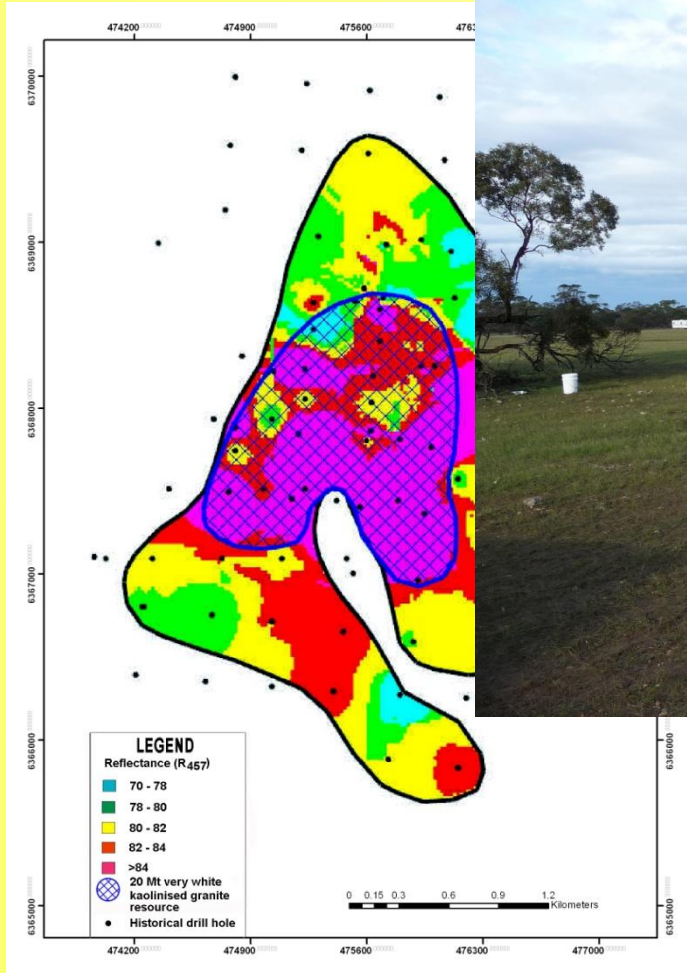 474200 474900 475600 4763
6370000
6369000
6368000
6367000
6366000 6366000
6365000 6365000
LEGEND
Reflectance (R457)
70 - 78
78 - 80
80 - 82
82 - 84
>84
20 Mt very white
kaolinised granite
resource
Historical drill hole
0 0.15 0.3 0.6 0.9 1.2
Kilometers
474200 474900 475600 476300 477000